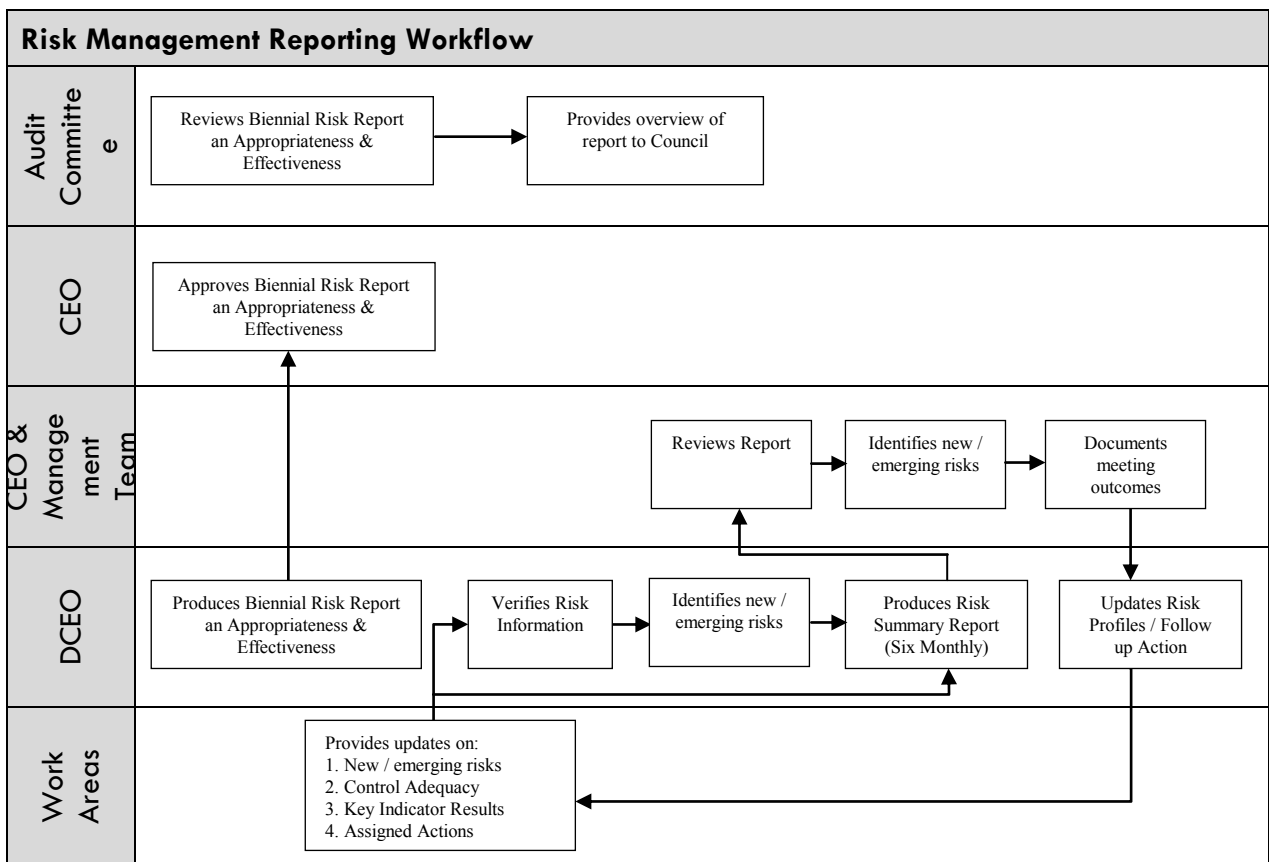 Risk Management Reporting Workflow
Audit
Committe
e
Reviews Biennial Risk Report
an Appropriateness &
Effectiveness
Provides overview of
report to Council
CEO
Approves Biennial Risk Report
an Appropriateness &
Effectiveness
CEO &
Manage
ment
Team
Reviews Report
Identifies new /
emerging risks
Documents
meeting
outcomes
DCEO
Produces Biennial Risk Report
an Appropriateness &
Effectiveness
Verifies Risk
Information
Identifies new /
emerging risks
Produces Risk
Summary Report
(Six Monthly)
Updates Risk
Profiles / Follow
up Action
Work
Areas
Provides updates on:
1. New / emerging risks
2. Control Adequacy
3. Key Indicator Results
4. Assigned Actions